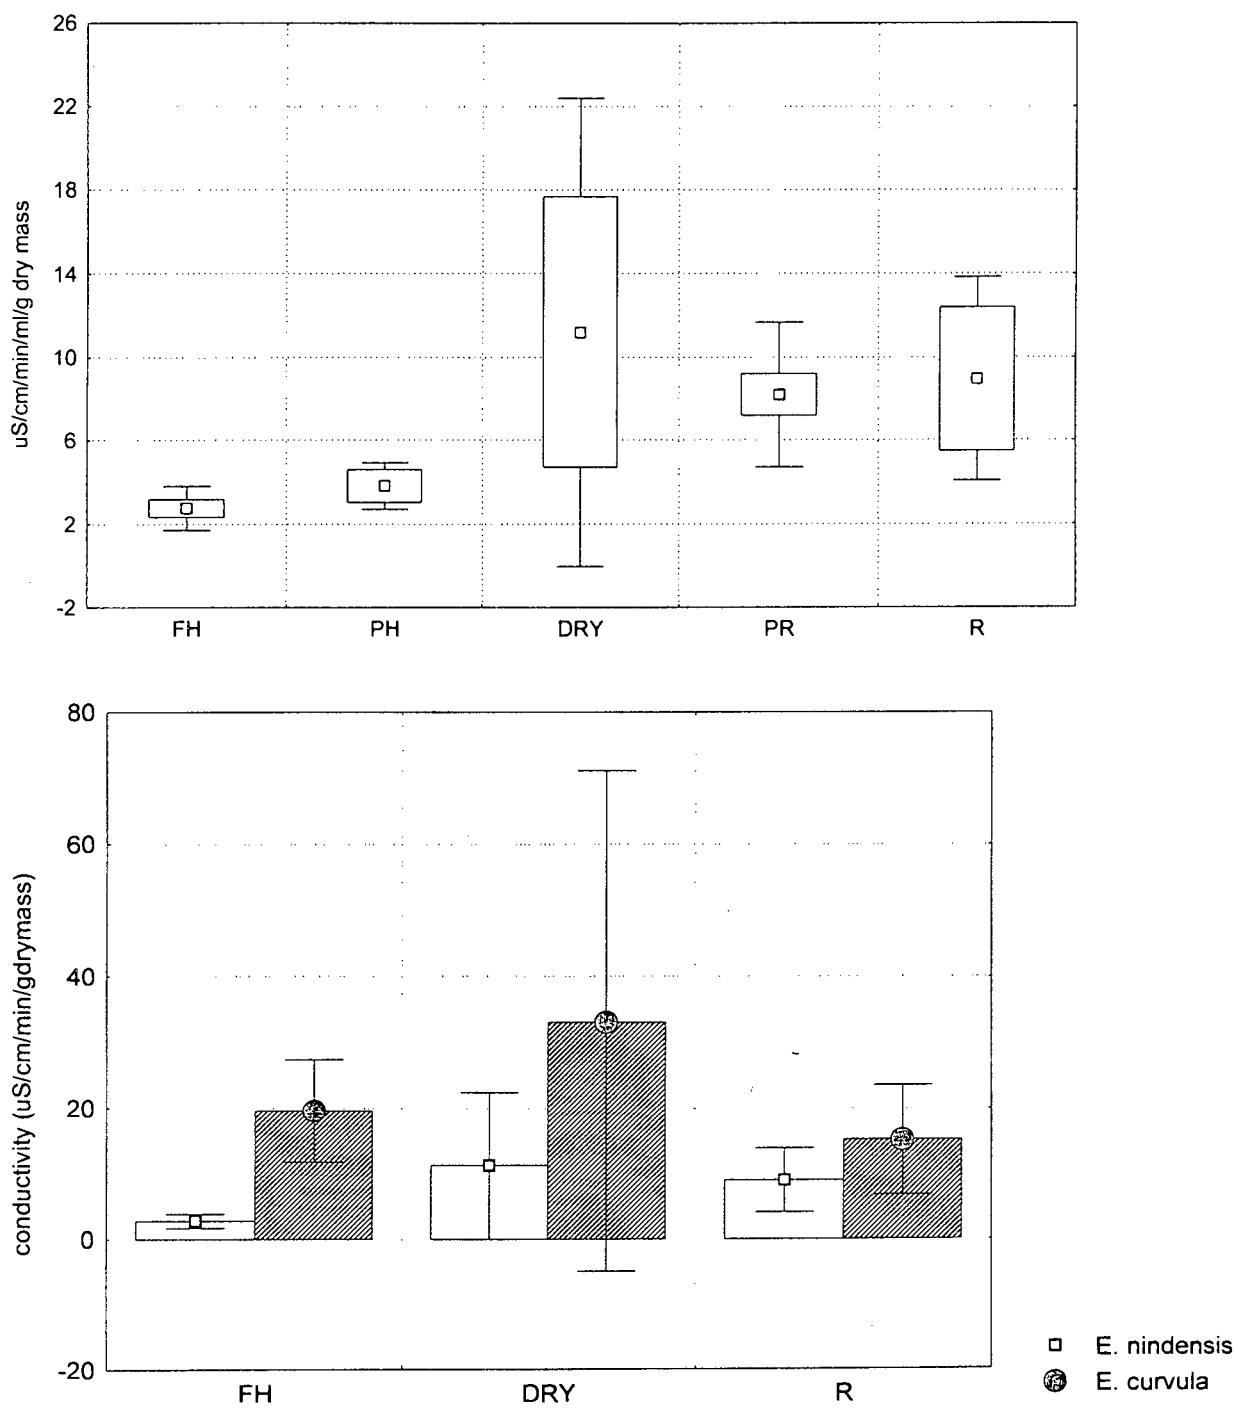 26
22
18
14
10
6
2
-2
uS/cm/min/ml/g dry mass
FH PH DRY PR R
80
60
40
20
0
-20
conductivity (uS/cm/min/gdrymass)
FH DRY R
E. nindensis
E. curvula